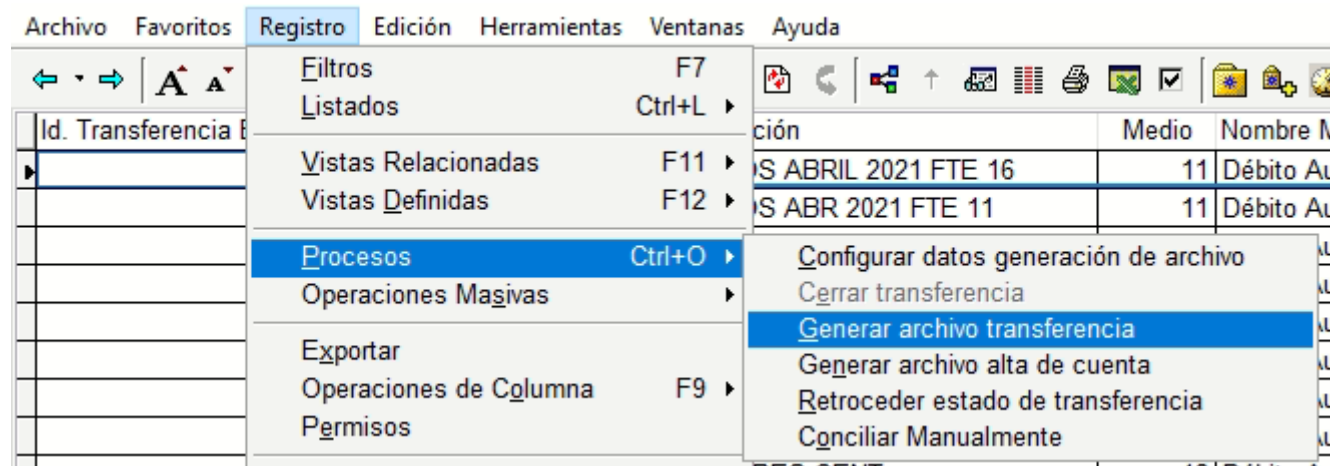 Archivo Favoritos Registro Edición Herramientas Ventanas Ayuda
Filtros F7
Listados Ctrl+L
Vistas Relacionadas F11
Vistas Definidas F12
Procesos Ctrl+O
Operaciones Masivas
Exportar
Operaciones de Columna F9
Permisos
Configurar datos generación de archivo
Cerrar transferencia
Generar archivo transferencia
Generar archivo alta de cuenta
Retroceder estado de transferencia
Conciliar Manualmente
Id. Transferencia ción Medio Nombre
S ABRIL 2021 FTE 16 11 Débito Au
S ABR 2021 FTE 11 11 Débito Au